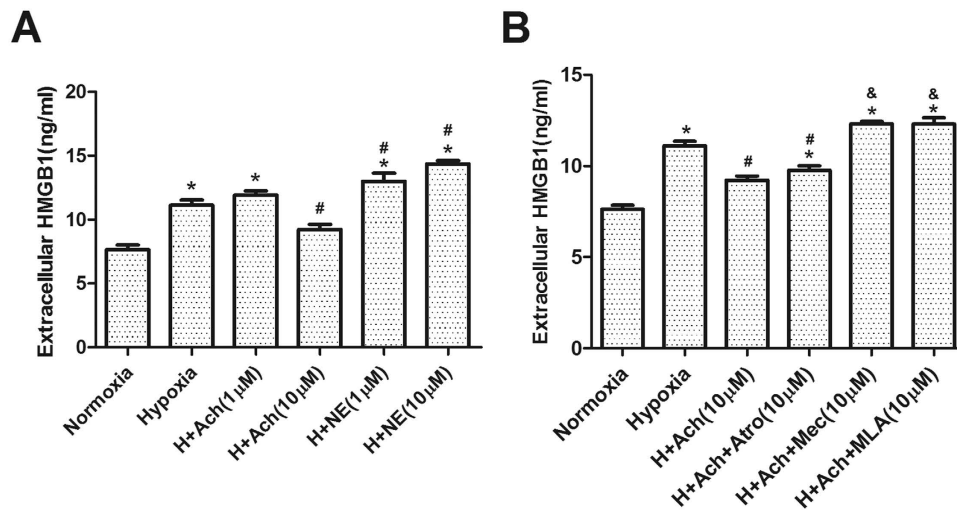 A
Extracellular HMGB1(ng/ml)
20
15
10
5
0
*
*
#
#
*
#
*
Normoxia
Hypoxia
H+Ach(1μM)
H+Ach(10μM)
H+NE(1μM)
H+NE(10μM)
B
Extracellular HMGB1(ng/ml)
15
10
5
0
*
#
#
*
&
*
&
*
Normoxia
Hypoxia
H+Ach(10μM)
H+Ach+Atro(10μM)
H+Ach+Mec(10μM)
H+Ach+MLA(10μM)